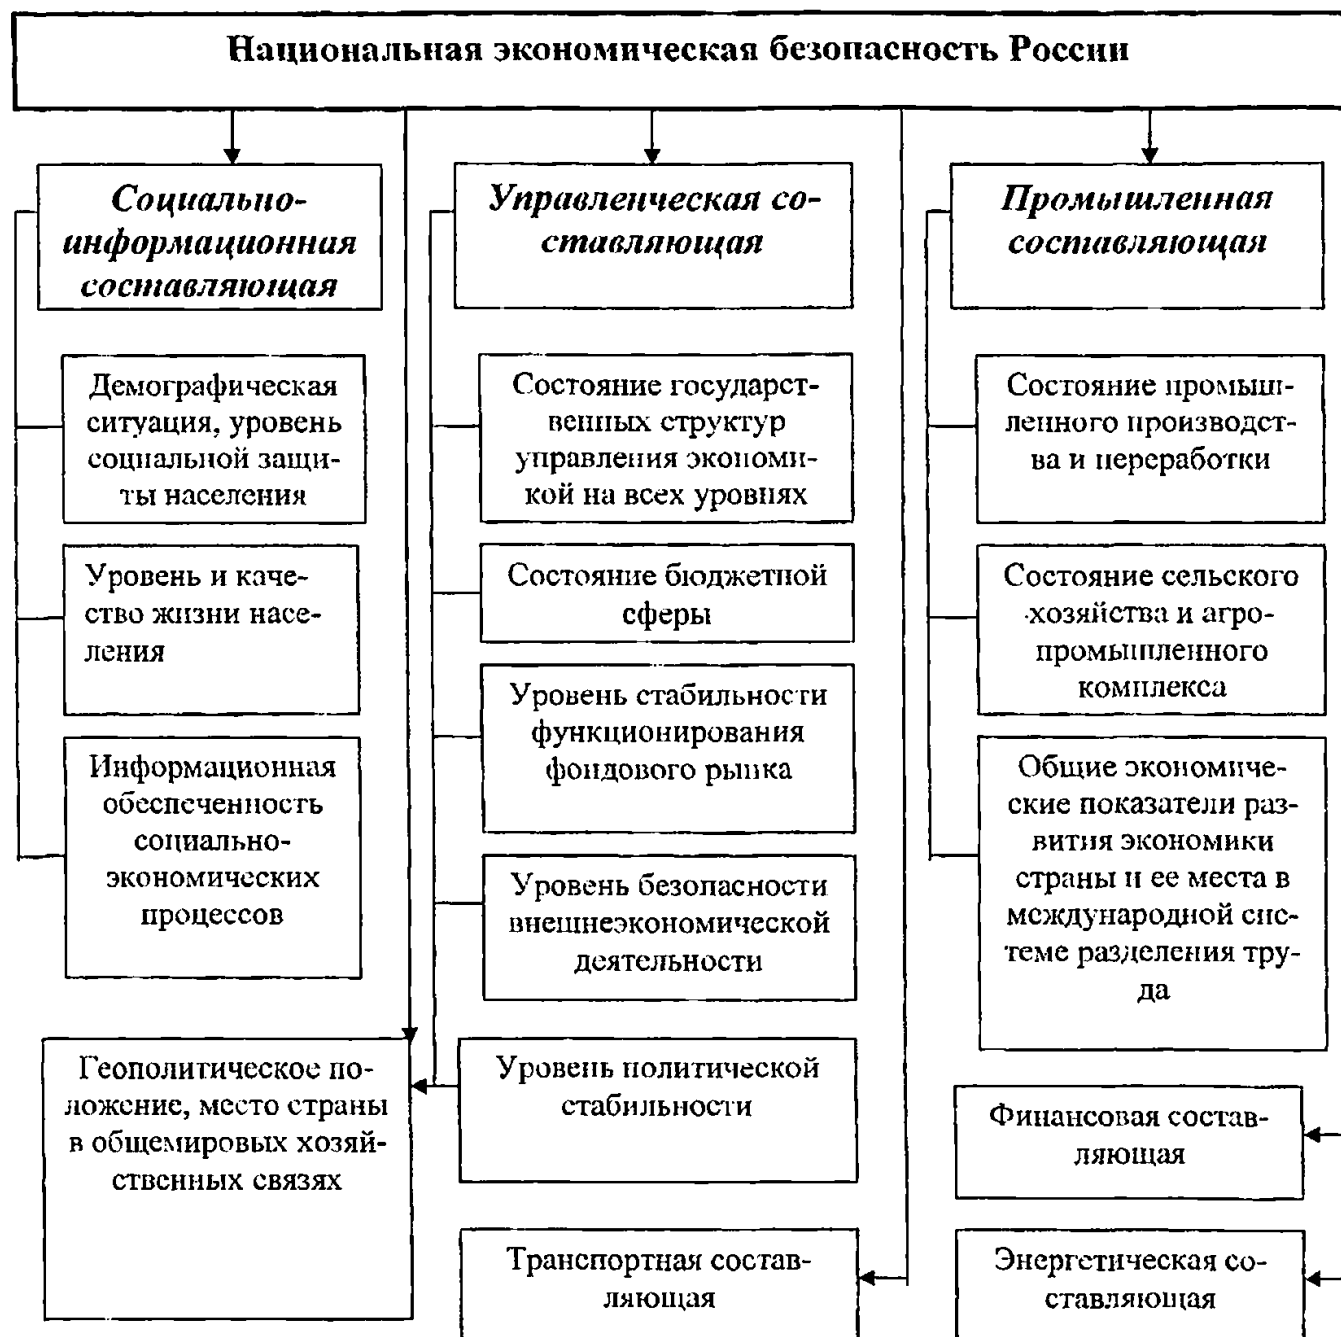 Национальная экономическая безопасность России
Социально-
информационная
составляющая
Управленческая со-
ставляющая
Промышленная
составляющая
Демографическая
ситуация, уровень
социальной защи-
ты населения
Уровень и каче-
ство жизни насе-
ления
Информационная
обеспеченность
социально-
экономических
процессов
Геополитическое по-
ложение, место страны
в общемировых хозяй-
ственных связях
Состояние государст-
венных структур
управления экономи-
кой на всех уровнях
Состояние бюджетной
сферы
Уровень стабильности
функционирования
фондового рынка
Уровень безопасности
внешнеэкономической
деятельности
Уровень политической
стабильности
Транспортная состав-
ляющая
Состояние промыш-
ленного производст-
ва и переработки
Состояние сельского
хозяйства и агро-
промышленного
комплекса
Общие экономиче-
ские показатели раз-
вития экономики
страны и ее места в
международной сис-
теме разделения тру-
да
Финансовая состав-
ляющая
Энергетическая со-
ставляющая